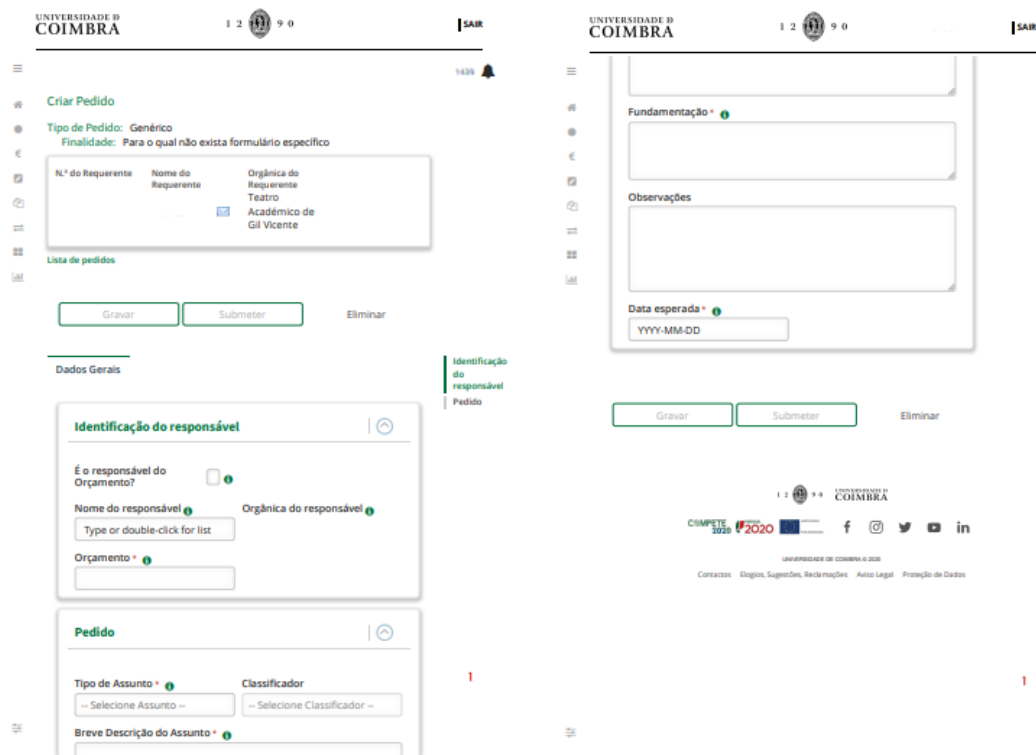 UNIVERSIDADE D
COIMBRA
1 2 9 0
SAIR
1439
Criar Pedido
Tipo de Pedido: Genérico
Finalidade: Para o qual não exista formulário específico
N.º do Requerente
Nome do
Requerente
Orgânica do
Requerente
Teatro
Académico de
Gil Vicente
Lista de pedidos
Gravar
Submeter
Eliminar
Dados Gerais
Identificação
do
responsável
Pedido
Identificação do responsável
É o responsável do
Orçamento?
Nome do responsável
Orgânica do responsável
Type or double-click for list
Orçamento *
Pedido
Tipo de Assunto *
Classificador
-- Selecione Assunto --
-- Selecione Classificador --
Breve Descrição do Assunto *
1
UNIVERSIDADE D
COIMBRA
1 2 9 0
SAIR
Fundamentação *
Observações
Data esperada *
YYYY-MM-DD
Gravar
Submeter
Eliminar
1 2 9 0
UNIVERSIDADE D
COIMBRA
COMPETE
2020
2020
UNIVERSIDADE DE COIMBRA © 2020
Contactos Elogios, Sugestões, Reclamações Aviso Legal Proteção de Dados
1